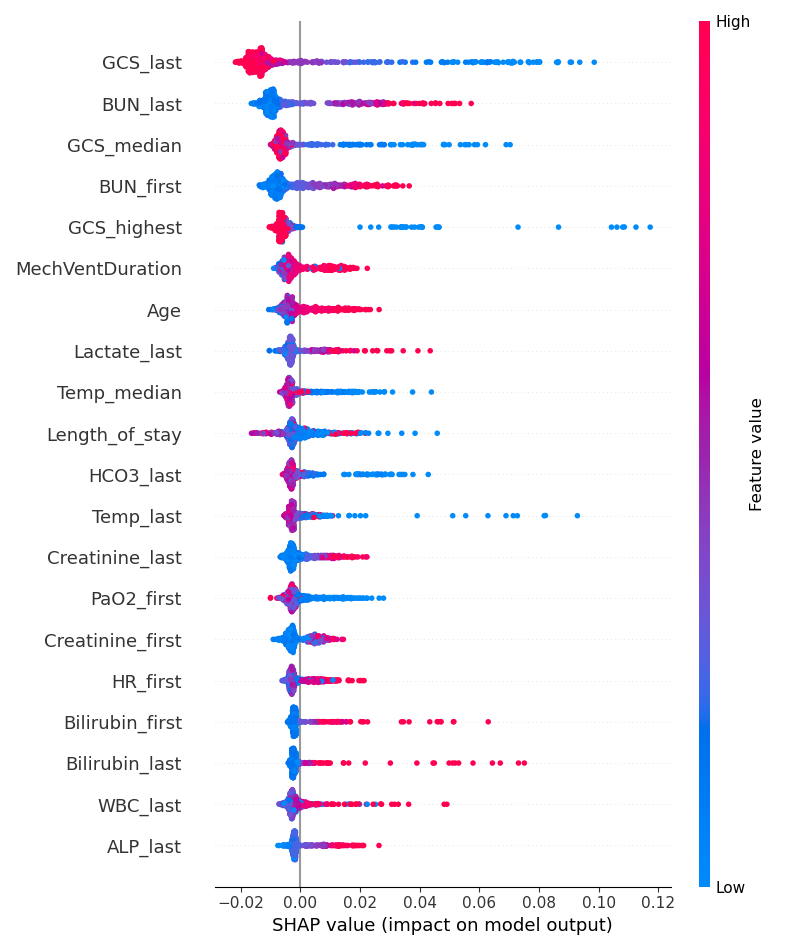 High
GCS_last
BUN_last
GCS_median
BUN_first
GCS_highest
MechVentDuration
Age
Lactate_last
Temp_median
Length_of_stay
HCO3_last
Temp_last
Creatinine_last
PaO2_first
Creatinine_first
HR_first
Bilirubin_first
Bilirubin_last
WBC_last
ALP_last
Feature value
Low
−0.02 0.00 0.02 0.04 0.06 0.08 0.10 0.12
SHAP value (impact on model output)